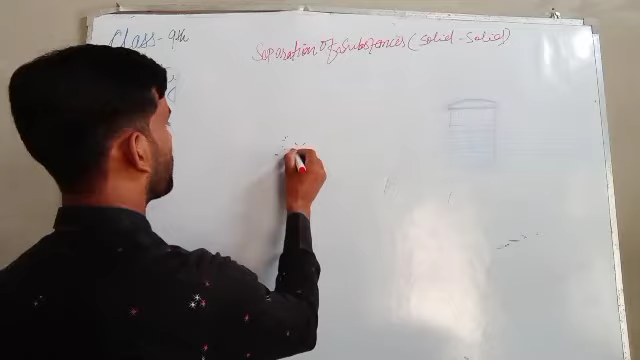 Class - 9th
Separation of Substances (Solid - Solid)